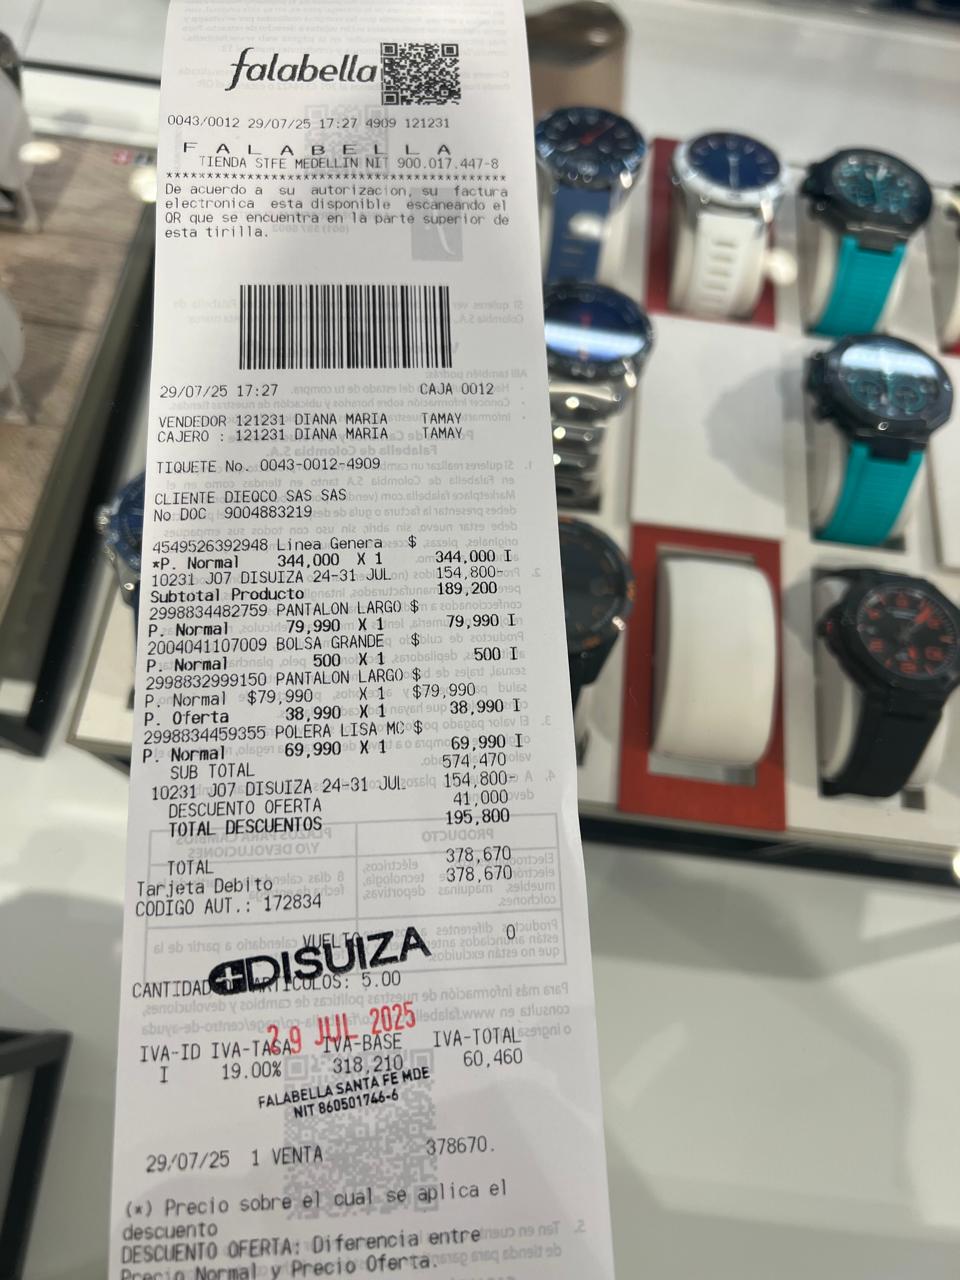 falabella
0043/0012 29/07/25 17:27 4909 121231
F A L A B E L L A
TIENDA STFE MEDELLIN NIT 900.017.447-8
****************************************
De acuerdo a su autorizacion, su factura
electronica esta disponible escaneando el
QR que se encuentra en la parte superior de
esta tirilla.
29/07/25 17:27 CAJA 0012
VENDEDOR 121231 DIANA MARIA TAMAY
CAJERO : 121231 DIANA MARIA TAMAY
TIQUETE No. 0043-0012-4909
CLIENTE DIEQCO SAS SAS
No DOC 9004883219
4549526392948 Linea Genera $
*P. Normal 344,000 X 1 344,000 I
10231 J07 DISUIZA 24-31 JUL 154,800-
Subtotal Producto 189,200
2998834482759 PANTALON LARGO $
P. Normal 79,990 X 1 79,990 I
2004041107009 BOLSA GRANDE $
P. Normal 500 X 1 500 I
2998832999150 PANTALON LARGO $
P. Normal $79,990 X 1 $79,990
P. Oferta 38,990 X 1 38,990 I
2998834459355 POLERA LISA MC $
P. Normal 69,990 X 1 69,990 I
SUB TOTAL 574,470
10231 J07 DISUIZA 24-31 JUL 154,800-
DESCUENTO OFERTA 41,000
TOTAL DESCUENTOS 195,800
TOTAL 378,670
Tarjeta Debito 378,670
CODIGO AUT.: 172834
VUELTO 0
DISUIZA
CANTIDAD ARTICULOS: 5.00
29 JUL 2025
IVA-ID IVA-TASA IVA-BASE IVA-TOTAL
I 19.00% 318,210 60,460
FALABELLA SANTA FE MDE
NIT 860501746-6
29/07/25 1 VENTA 378670.
(*) Precio sobre el cual se aplica el
descuento
DESCUENTO OFERTA: Diferencia entre
Precio Normal y Precio Oferta.